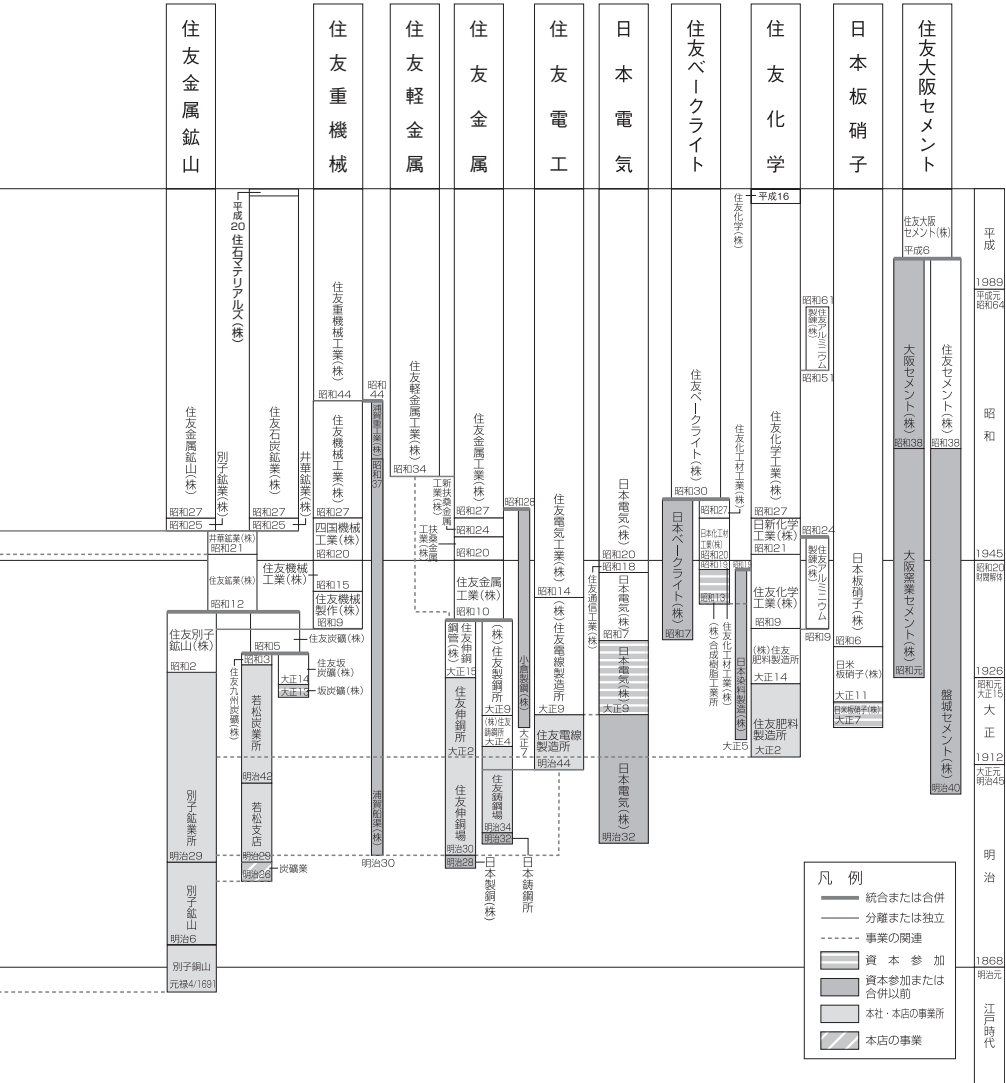 住友金属鉱山
住友重機械
住友軽金属
住友金属
住友電工
日本電気
住友ベークライト
住友化学
日本板硝子
住友大阪セメント
平成20 住石マテリアルズ(株)
住友金属鉱山(株)
昭和27
昭和25
別子鉱業(株)
住友石炭鉱業(株)
昭和27
昭和25
井華鉱業(株)
井華鉱業(株)
昭和21
住友鉱業(株)
昭和12
住友別子
鉱山(株)
昭和2
別子鉱業所
明治29
別子鉱山
明治6
別子銅山
元禄4/1691
住友炭礦(株)
昭和5
昭和3
住友九州炭礦(株)
住友坂
炭礦(株)
大正14
大正13
坂炭礦(株)
若松炭業所
明治42
若松支店
明治29
明治26
炭礦業
住友重機械工業(株)
昭和44
住友機械工業(株)
昭和27
四国機械
工業(株)
昭和20
住友機械
工業(株)
昭和15
住友機械
製作(株)
昭和9
昭和
44
浦賀重工業(株)
昭和37
浦賀船渠(株)
明治30
住友軽金属工業(株)
昭和34
住友金属工業(株)
昭和27
新扶桑金属
工業(株)
昭和24
扶桑金属
工業(株)
昭和20
住友金属
工業(株)
昭和10
住友伸銅
鋼管(株)
大正15
住友伸銅所
大正2
住友伸銅場
明治30
明治28
日本製銅(株)
(株)住友製鋼所
大正9
(株)住友
鋳鋼所
大正4
住友鋳鋼場
明治34
明治32
日本鋳鋼所
昭和28
小倉製鋼(株)
大正7
住友電気工業(株)
昭和14
(株)住友電線製造所
大正9
住友電線
製造所
明治44
日本電気(株)
昭和20
昭和18
住友通信工業(株)
日本電気(株)
昭和7
日本電気(株)
大正9
日本電気(株)
明治32
住友ベークライト(株)
昭和30
日本ベークライト(株)
昭和7
住友化工材工業(株)
昭和27
日本化工材
工業(株)
昭和20
昭和19
昭和13
住友化工材工業(株)
(株)合成樹脂工業所
住友化学(株)
平成16
住友化学工業(株)
昭和27
日新化学
工業(株)
昭和21
住友化学
工業(株)
昭和9
(株)住友
肥料製造所
大正14
住友肥料
製造所
大正2
昭和19
日本染料製造(株)
大正5
昭和61
住友アルミニウム
製錬(株)
昭和51
昭和24
住友アルミニウム
製錬(株)
昭和9
日本板硝子(株)
昭和6
日米
板硝子(株)
大正11
日米板硝子(株)
大正7
住友大阪
セメント(株)
平成6
大阪セメント(株)
昭和38
大阪窯業セメント(株)
昭和元
住友セメント(株)
昭和38
磐城セメント(株)
明治40
平成
1989
平成元
昭和64
昭和
1945
昭和20
財閥解体
1926
昭和元
大正15
大正
1912
大正元
明治45
明治
1868
明治元
江戸時代
凡 例
統合または合併
分離または独立
事業の関連
資本参加
資本参加または
合併以前
本社・本店の事業所
本店の事業